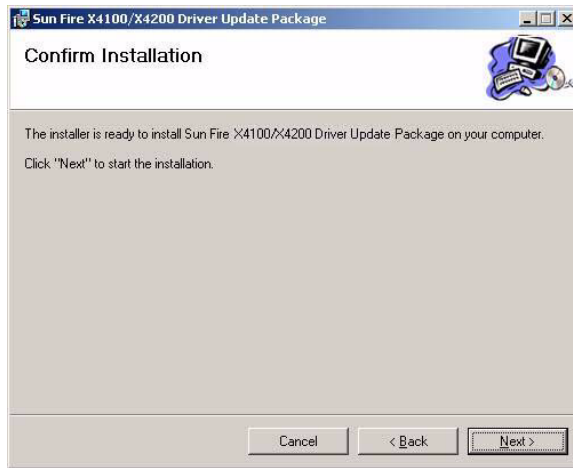 Sun Fire X4100/X4200 Driver Update Package
Confirm Installation
The installer is ready to install Sun Fire X4100/X4200 Driver Update Package on your computer.
Click "Next" to start the installation.
Cancel
< Back
Next >